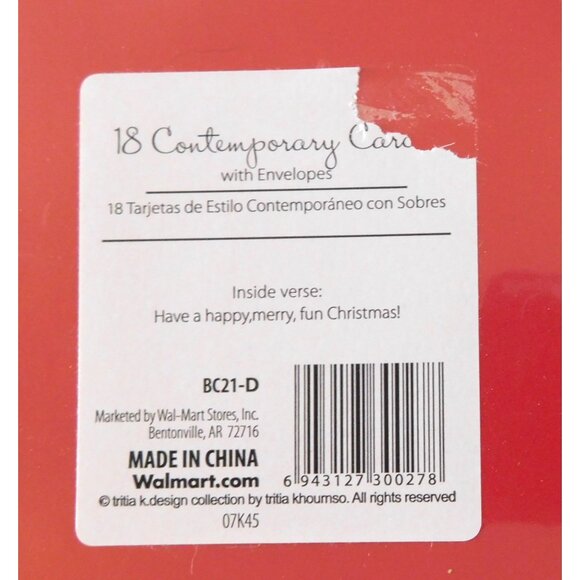 18 Contemporary
with Envelopes
18 Tarjetas de Estilo Contemporáneo con Sobres
Inside verse:
Have a happy,merry, fun Christmas!
BC21-D
Marketed by Wal-Mart Stores, Inc.
Bentonville, AR 72716
MADE IN CHINA
Walmart.com
6 943127 300278
© tritia k.design collection by tritia khoumso. All rights reserved
07K45